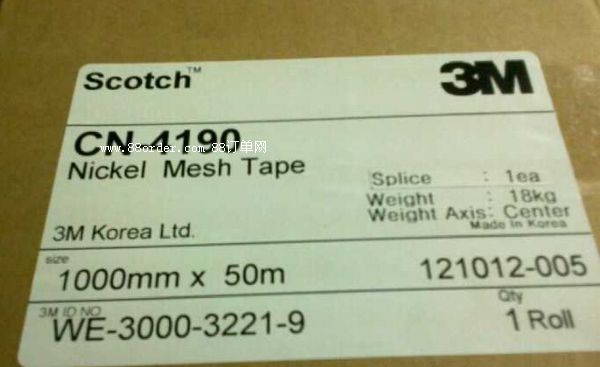 Scotch™
3M
CN-4190
www.88order.com 88订单网
Nickel Mesh Tape
Splice : 1ea
Weight : 18kg
Weight Axis: Center
Made in Korea
3M Korea Ltd.
size
1000mm x 50m
121012-005
3M ID NO.
WE-3000-3221-9
Qty
1 Roll